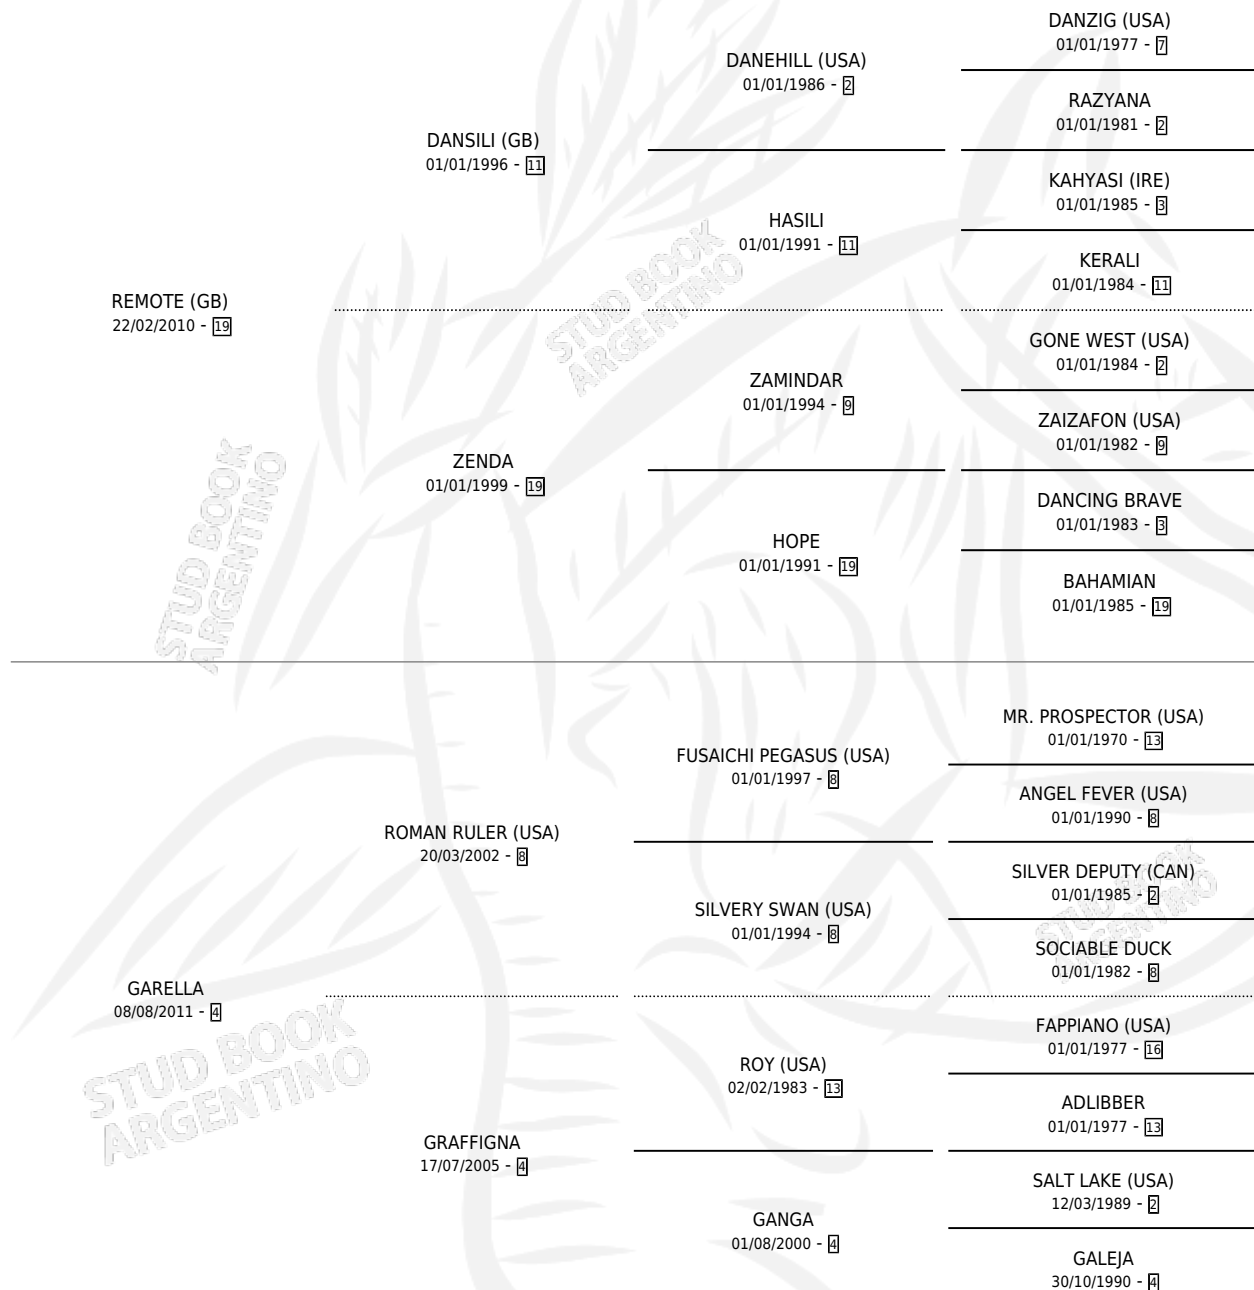 DANZIG (USA)
01/01/1977 - 7
DANEHILL (USA)
01/01/1986 - 2
RAZYANA
01/01/1981 - 2
DANSILI (GB)
01/01/1996 - 11
KAHYASI (IRE)
01/01/1985 - 3
HASILI
01/01/1991 - 11
KERALI
01/01/1984 - 11
REMOTE (GB)
22/02/2010 - 19
GONE WEST (USA)
01/01/1984 - 2
ZAMINDAR
01/01/1994 - 9
ZAIZAFON (USA)
01/01/1982 - 9
ZENDA
01/01/1999 - 19
DANCING BRAVE
01/01/1983 - 3
HOPE
01/01/1991 - 19
BAHAMIAN
01/01/1985 - 19
MR. PROSPECTOR (USA)
01/01/1970 - 13
FUSAICHI PEGASUS (USA)
01/01/1997 - 8
ANGEL FEVER (USA)
01/01/1990 - 8
ROMAN RULER (USA)
20/03/2002 - 8
SILVER DEPUTY (CAN)
01/01/1985 - 2
SILVERY SWAN (USA)
01/01/1994 - 8
SOCIABLE DUCK
01/01/1982 - 8
GARELLA
08/08/2011 - 4
FAPPIANO (USA)
01/01/1977 - 16
ROY (USA)
02/02/1983 - 13
ADLIBBER
01/01/1977 - 13
GRAFFIGNA
17/07/2005 - 4
SALT LAKE (USA)
12/03/1989 - 2
GANGA
01/08/2000 - 4
GALEJA
30/10/1990 - 4
STUD BOOK
ARGENTINO
STUD BOOK
ARGENTINO
STUD BOOK
ARGENTINO
STUD BOOK
ARGENTINO